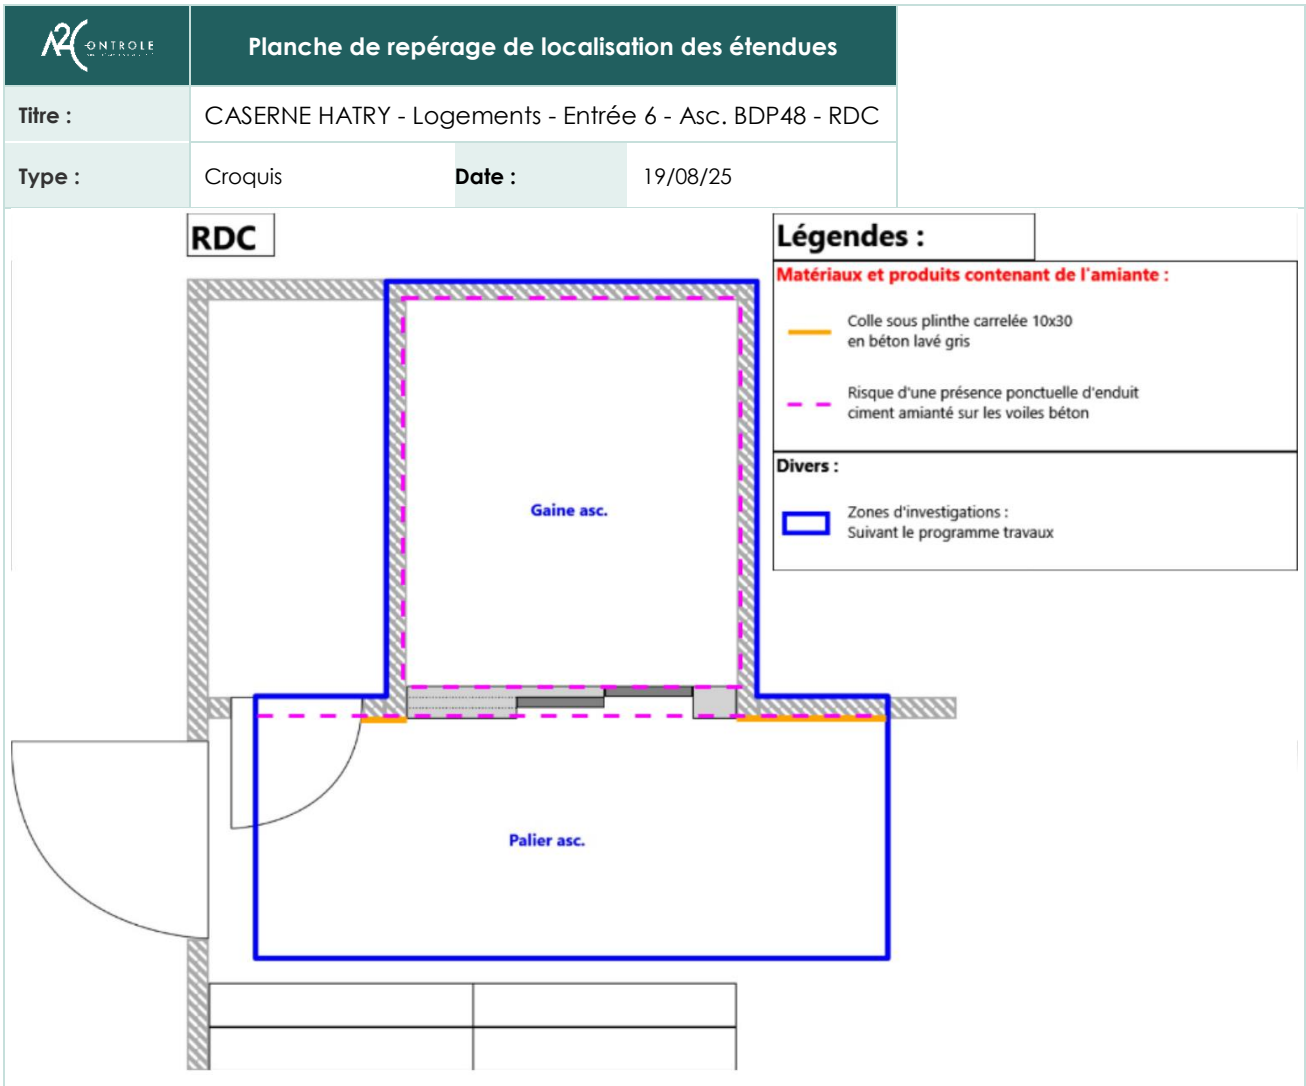 A2CONTROLE
Planche de repérage de localisation des étendues
Titre :
CASERNE HATRY - Logements - Entrée 6 - Asc. BDP48 - RDC
Type :
Croquis
Date :
19/08/25
RDC
Légendes :
Matériaux et produits contenant de l'amiante :
Colle sous plinthe carrelée 10x30
en béton lavé gris
Risque d'une présence ponctuelle d'enduit
ciment amianté sur les voiles béton
Divers :
Zones d'investigations :
Suivant le programme travaux
Gaine asc.
Palier asc.